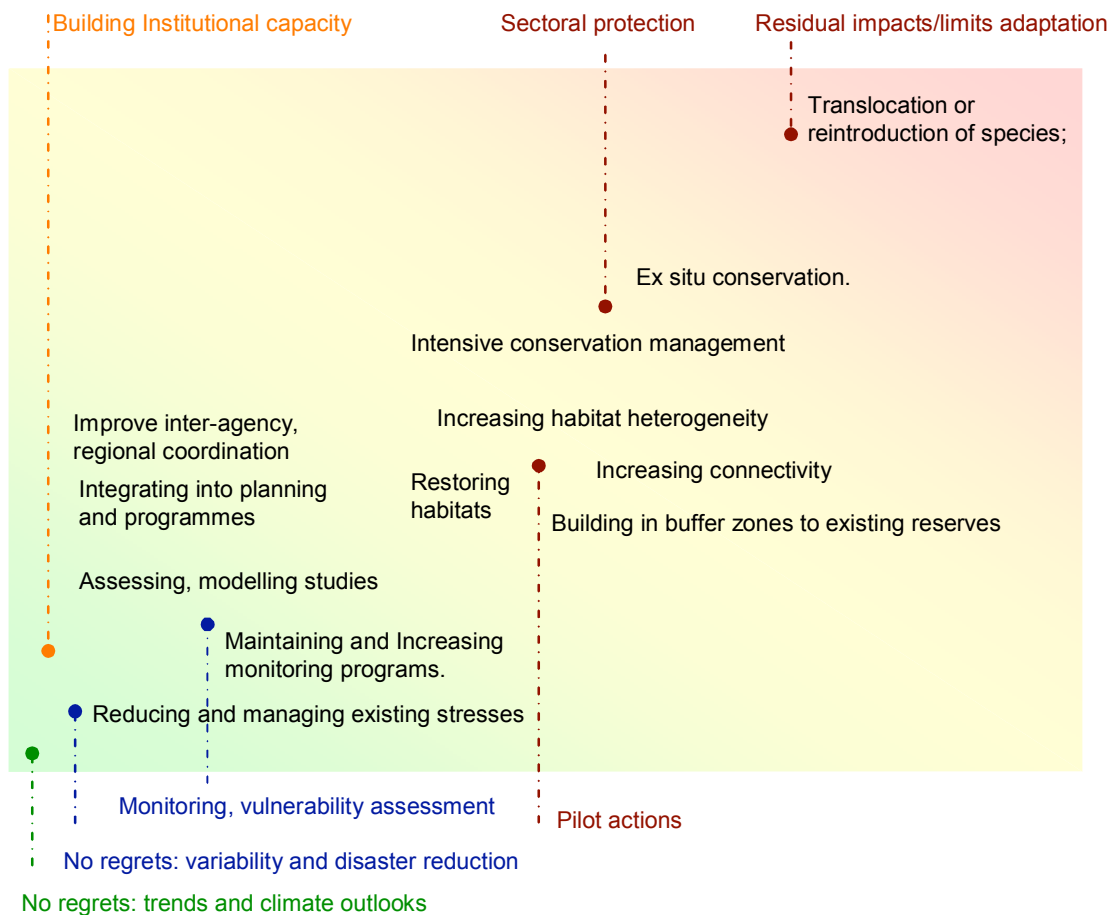 Building Institutional capacity
Sectoral protection
Residual impacts/limits adaptation
Translocation or
reintroduction of species;
Ex situ conservation.
Intensive conservation management
Increasing habitat heterogeneity
Improve inter-agency,
regional coordination
Increasing connectivity
Restoring
habitats
Integrating into planning
and programmes
Building in buffer zones to existing reserves
Assessing, modelling studies
Maintaining and Increasing
monitoring programs.
Reducing and managing existing stresses
Monitoring, vulnerability assessment
Pilot actions
No regrets: variability and disaster reduction
No regrets: trends and climate outlooks